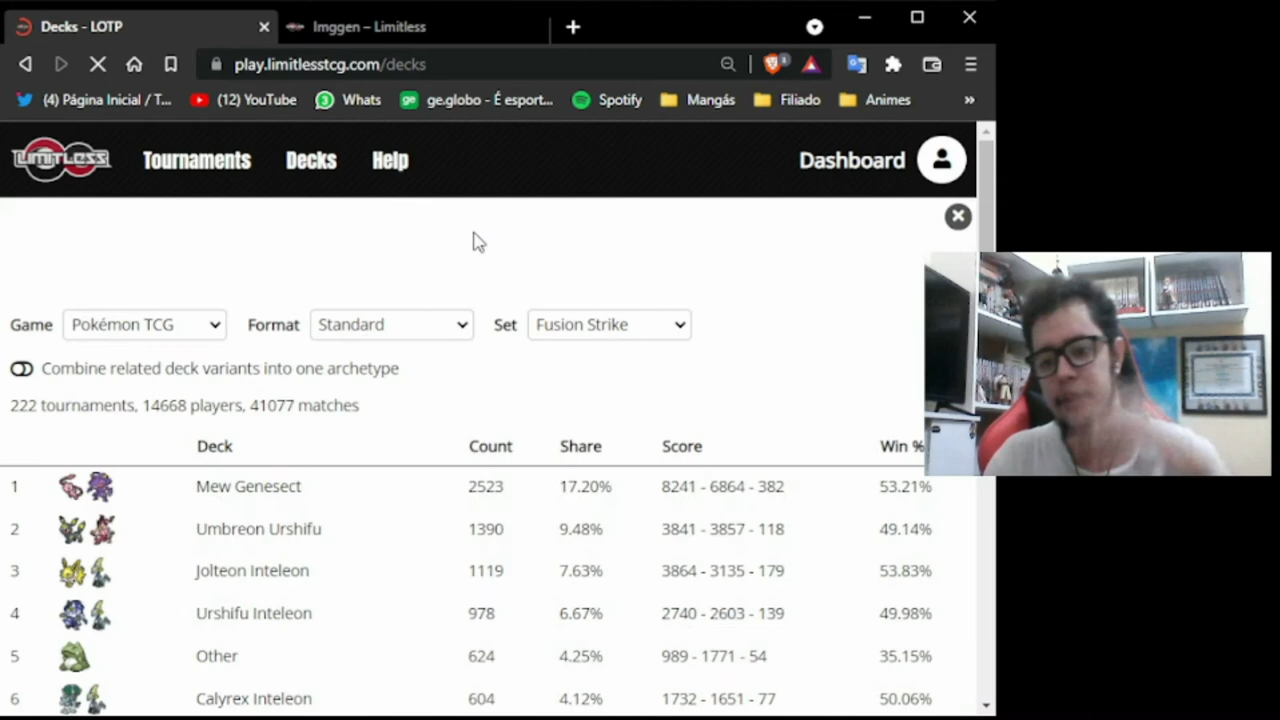 Decks - LOTP
Imggen – Limitless
play.limitlesstcg.com/decks
(4) Página Inicial / T...
(12) YouTube
Whats
ge.globo - É esport...
Spotify
Mangás
Filiado
Animes
LIMITLESS
Tournaments
Decks
Help
Dashboard
Game Pokémon TCG Format Standard Set Fusion Strike
Combine related deck variants into one archetype
222 tournaments, 14668 players, 41077 matches
Deck Count Share Score Win %
1 Mew Genesect 2523 17.20% 8241 - 6864 - 382 53.21%
2 Umbreon Urshifu 1390 9.48% 3841 - 3857 - 118 49.14%
3 Jolteon Inteleon 1119 7.63% 3864 - 3135 - 179 53.83%
4 Urshifu Inteleon 978 6.67% 2740 - 2603 - 139 49.98%
5 Other 624 4.25% 989 - 1771 - 54 35.15%
6 Calyrex Inteleon 604 4.12% 1732 - 1651 - 77 50.06%